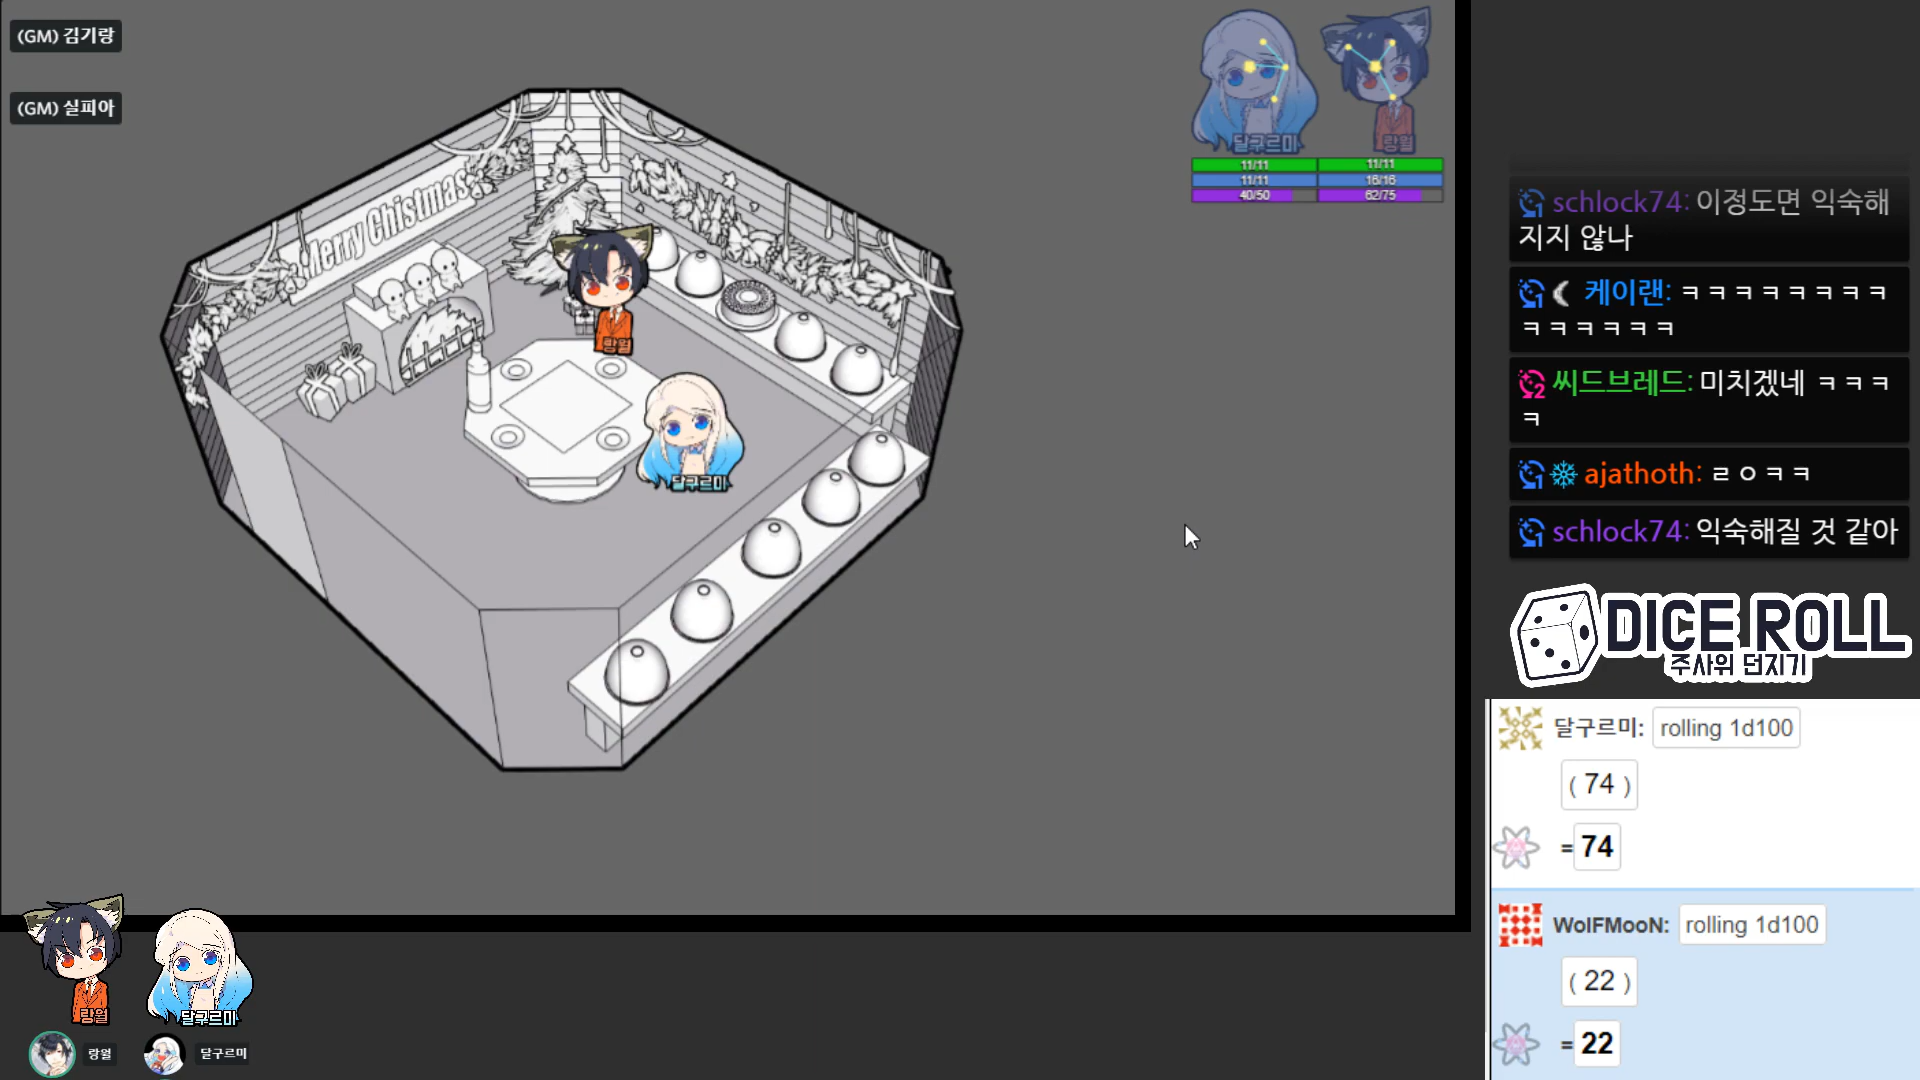 (GM) 김기랑
(GM) 실피아
Merry Chistmas
랑월
달구르미
달구르미
랑월
11/11
11/11
11/11
16/16
40/50
62/75
schlock74: 이정도면 익숙해
지지 않나
케이랜: ㅋㅋㅋㅋㅋㅋㅋㅋ
ㅋㅋㅋㅋㅋㅋ
씨드브레드: 미치겠네 ㅋㅋㅋ
ㅋ
ajathoth: ㄹㅇㅋㅋ
schlock74: 익숙해질 것 같아
DICE ROLL
주사위 던지기
달구르미: rolling 1d100
( 74 )
=74
WolFMooN: rolling 1d100
( 22 )
=22
랑월
달구르미
랑월
달구르미